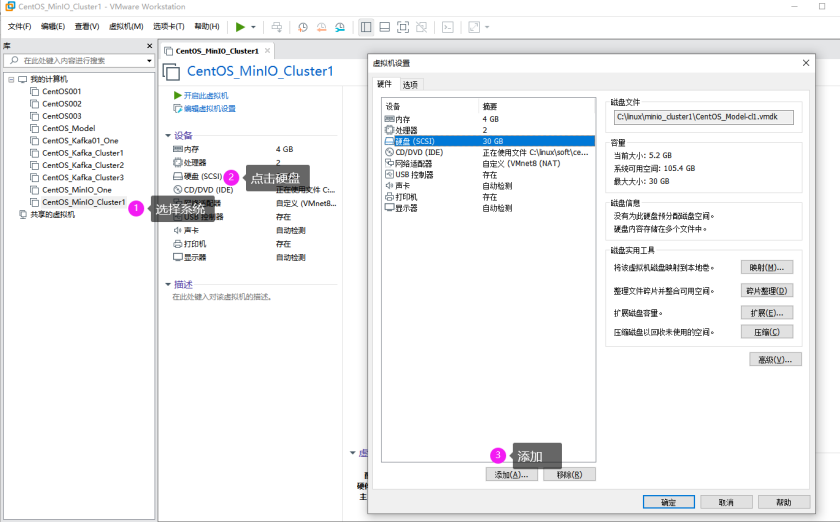 CentOS_MinIO_Cluster1 - VMware Workstation
文件(F) 编辑(E) 查看(V) 虚拟机(M) 选项卡(T) 帮助(H)
库
在此处键入内容进行搜索
我的计算机
CentOS001
CentOS002
CentOS003
CentOS_Model
CentOS_Kafka01_One
CentOS_Kafka_Cluster1
CentOS_Kafka_Cluster2
CentOS_Kafka_Cluster3
CentOS_MinIO_One
CentOS_MinIO_Cluster1
共享的虚拟机
1 选择系统
CentOS_MinIO_Cluster1
CentOS_MinIO_Cluster1
开启此虚拟机
编辑虚拟机设置
设备
内存 4 GB
处理器 2
硬盘 (SCSI)
2 点击硬盘
CD/DVD (IDE) 正在使用文件 C:...
网络适配器 自定义 (VMnet8...
USB 控制器 存在
声卡 自动检测
打印机 存在
显示器 自动检测
描述
在此处键入对该虚拟机的描述。
虚拟机设置
硬件 选项
设备 摘要
内存 4 GB
处理器 2
硬盘 (SCSI) 30 GB
CD/DVD (IDE) 正在使用文件 C:\linux\soft\ce...
网络适配器 自定义 (VMnet8 (NAT)
USB 控制器 存在
声卡 自动检测
打印机 存在
显示器 自动检测
3 添加
添加(A)... 移除(R)
磁盘文件
C:\linux\minio_cluster1\CentOS_Model-cl1.vmdk
容量
当前大小: 5.2 GB
系统可用空间: 105.4 GB
最大大小: 30 GB
磁盘信息
没有为此硬盘预分配磁盘空间。
硬盘内容存储在多个文件中。
磁盘实用工具
将该虚拟机磁盘映射到本地卷。 映射(M)...
整理文件碎片并整合可用空间。 碎片整理(D)
扩展磁盘容量。 扩展(E)...
压缩磁盘以回收未使用的空间。 压缩(C)
高级(V)...
确定 取消 帮助